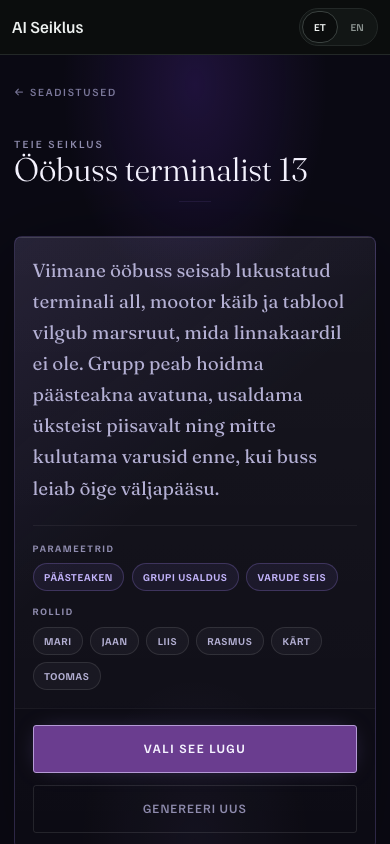 AI Seiklus
ET EN
← SEADISTUSED
TEIE SEIKLUS
Ööbuss terminalist 13
Viimane ööbuss seisab lukustatud
terminali all, mootor käib ja tablool
vilgub marsruut, mida linnakaardil
ei ole. Grupp peab hoidma
päästeakna avatuna, usaldama
üksteist piisavalt ning mitte
kulutama varusid enne, kui buss
leiab õige väljapääsu.
PARAMEETRID
PÄÄSTEAKEN GRUPI USALDUS VARUDE SEIS
ROLLID
MARI JAAN LIIS RASMUS KÄRT
TOOMAS
VALI SEE LUGU
GENEREERI UUS